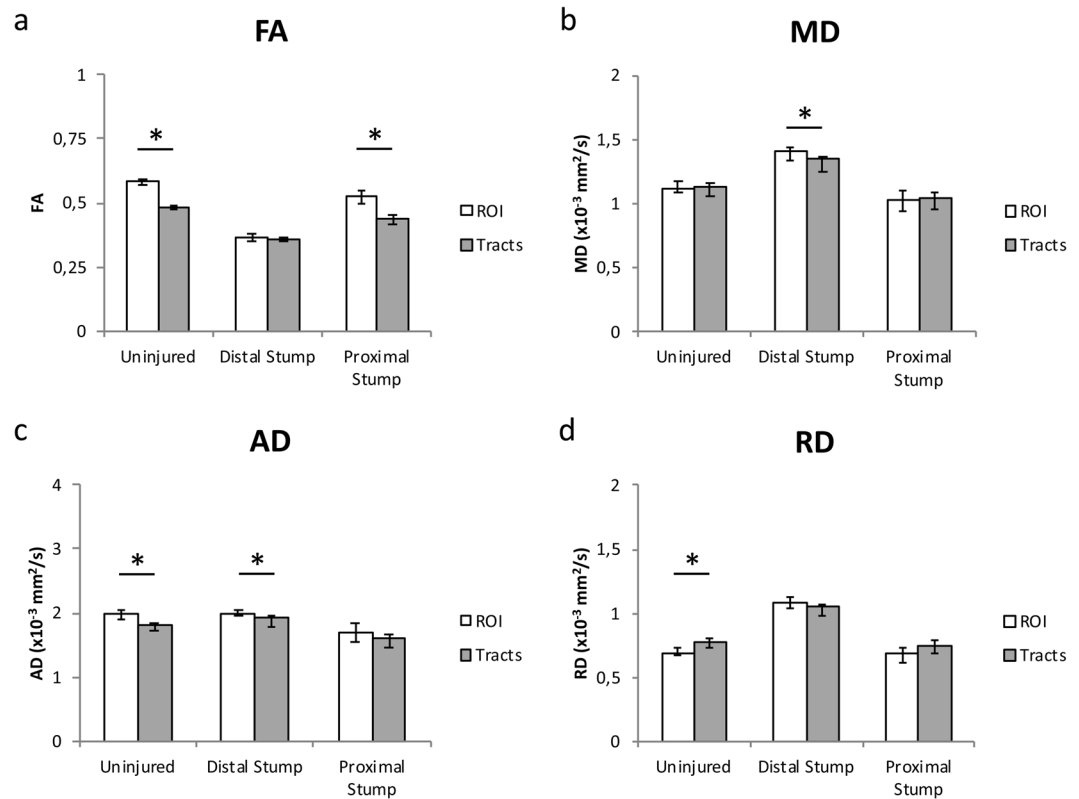 a
FA
1
0,75
0,5
0,25
0
FA
*
*
ROI
Tracts
Uninjured
Distal Stump
Proximal
Stump
b
MD
2
1,5
1
0,5
0
MD (x10⁻³ mm²/s)
*
ROI
Tracts
Uninjured
Distal Stump
Proximal
Stump
c
AD
4
3
2
1
0
AD (x10⁻³ mm²/s)
*
*
ROI
Tracts
Uninjured
Distal Stump
Proximal
Stump
d
RD
2
1,5
1
0,5
0
RD (x10⁻³ mm²/s)
*
ROI
Tracts
Uninjured
Distal Stump
Proximal
Stump